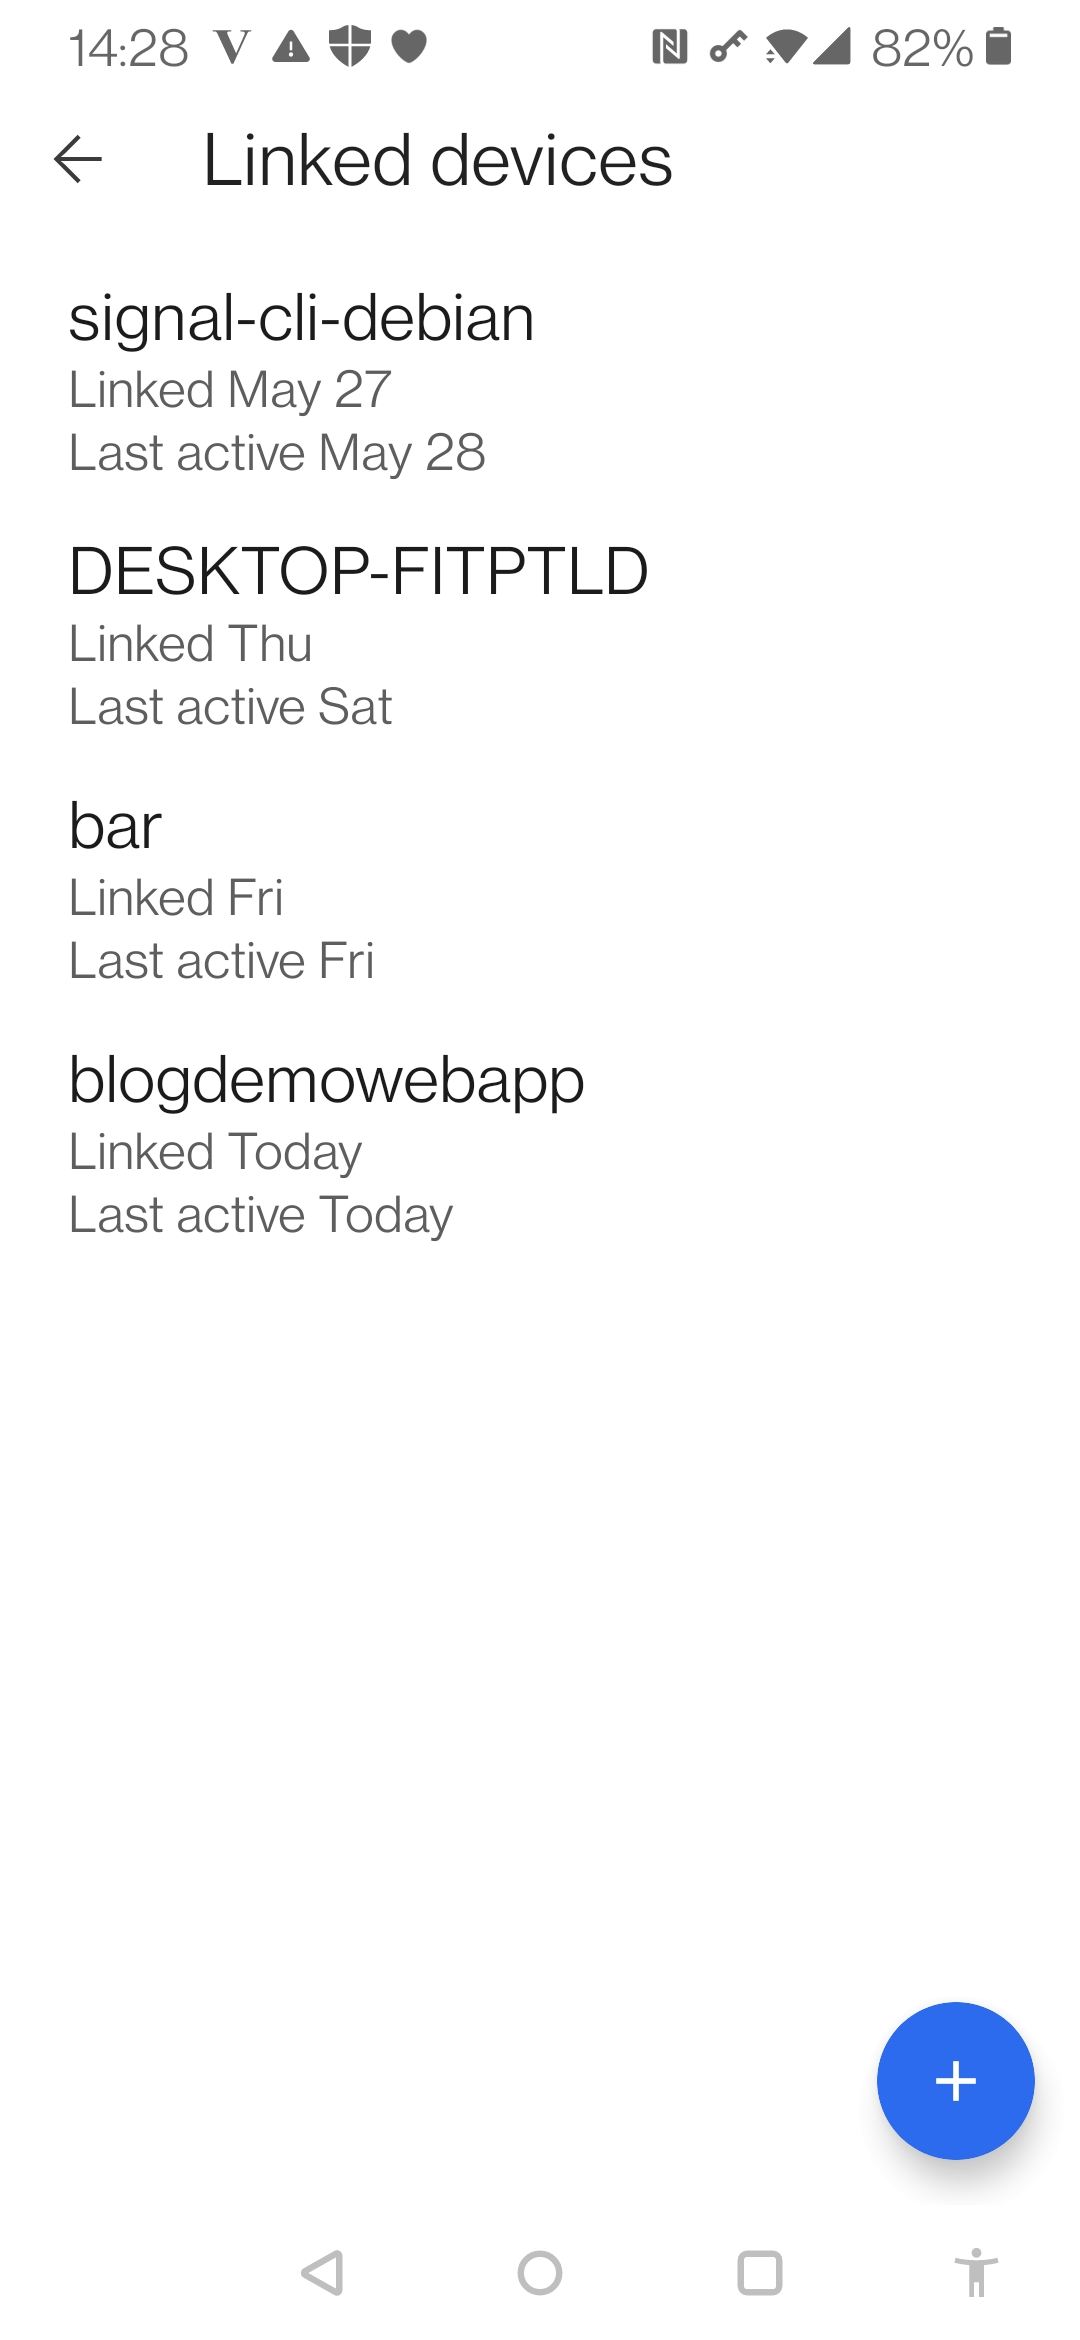 14:28 V 82%
Linked devices
signal-cli-debian
Linked May 27
Last active May 28
DESKTOP-FITPTLD
Linked Thu
Last active Sat
bar
Linked Fri
Last active Fri
blogdemowebapp
Linked Today
Last active Today